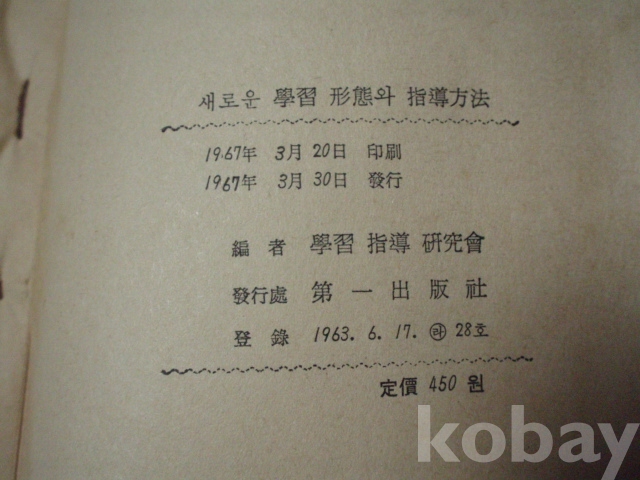 새로운 學習 形態와 指導方法
1967年 3月 20日 印刷
1967年 3月 30日 發行
編者 學習 指導 硏究會
發行處 第一出版社
登錄 1963. 6. 17. ㉣ 28호
定價 450 원
kobay